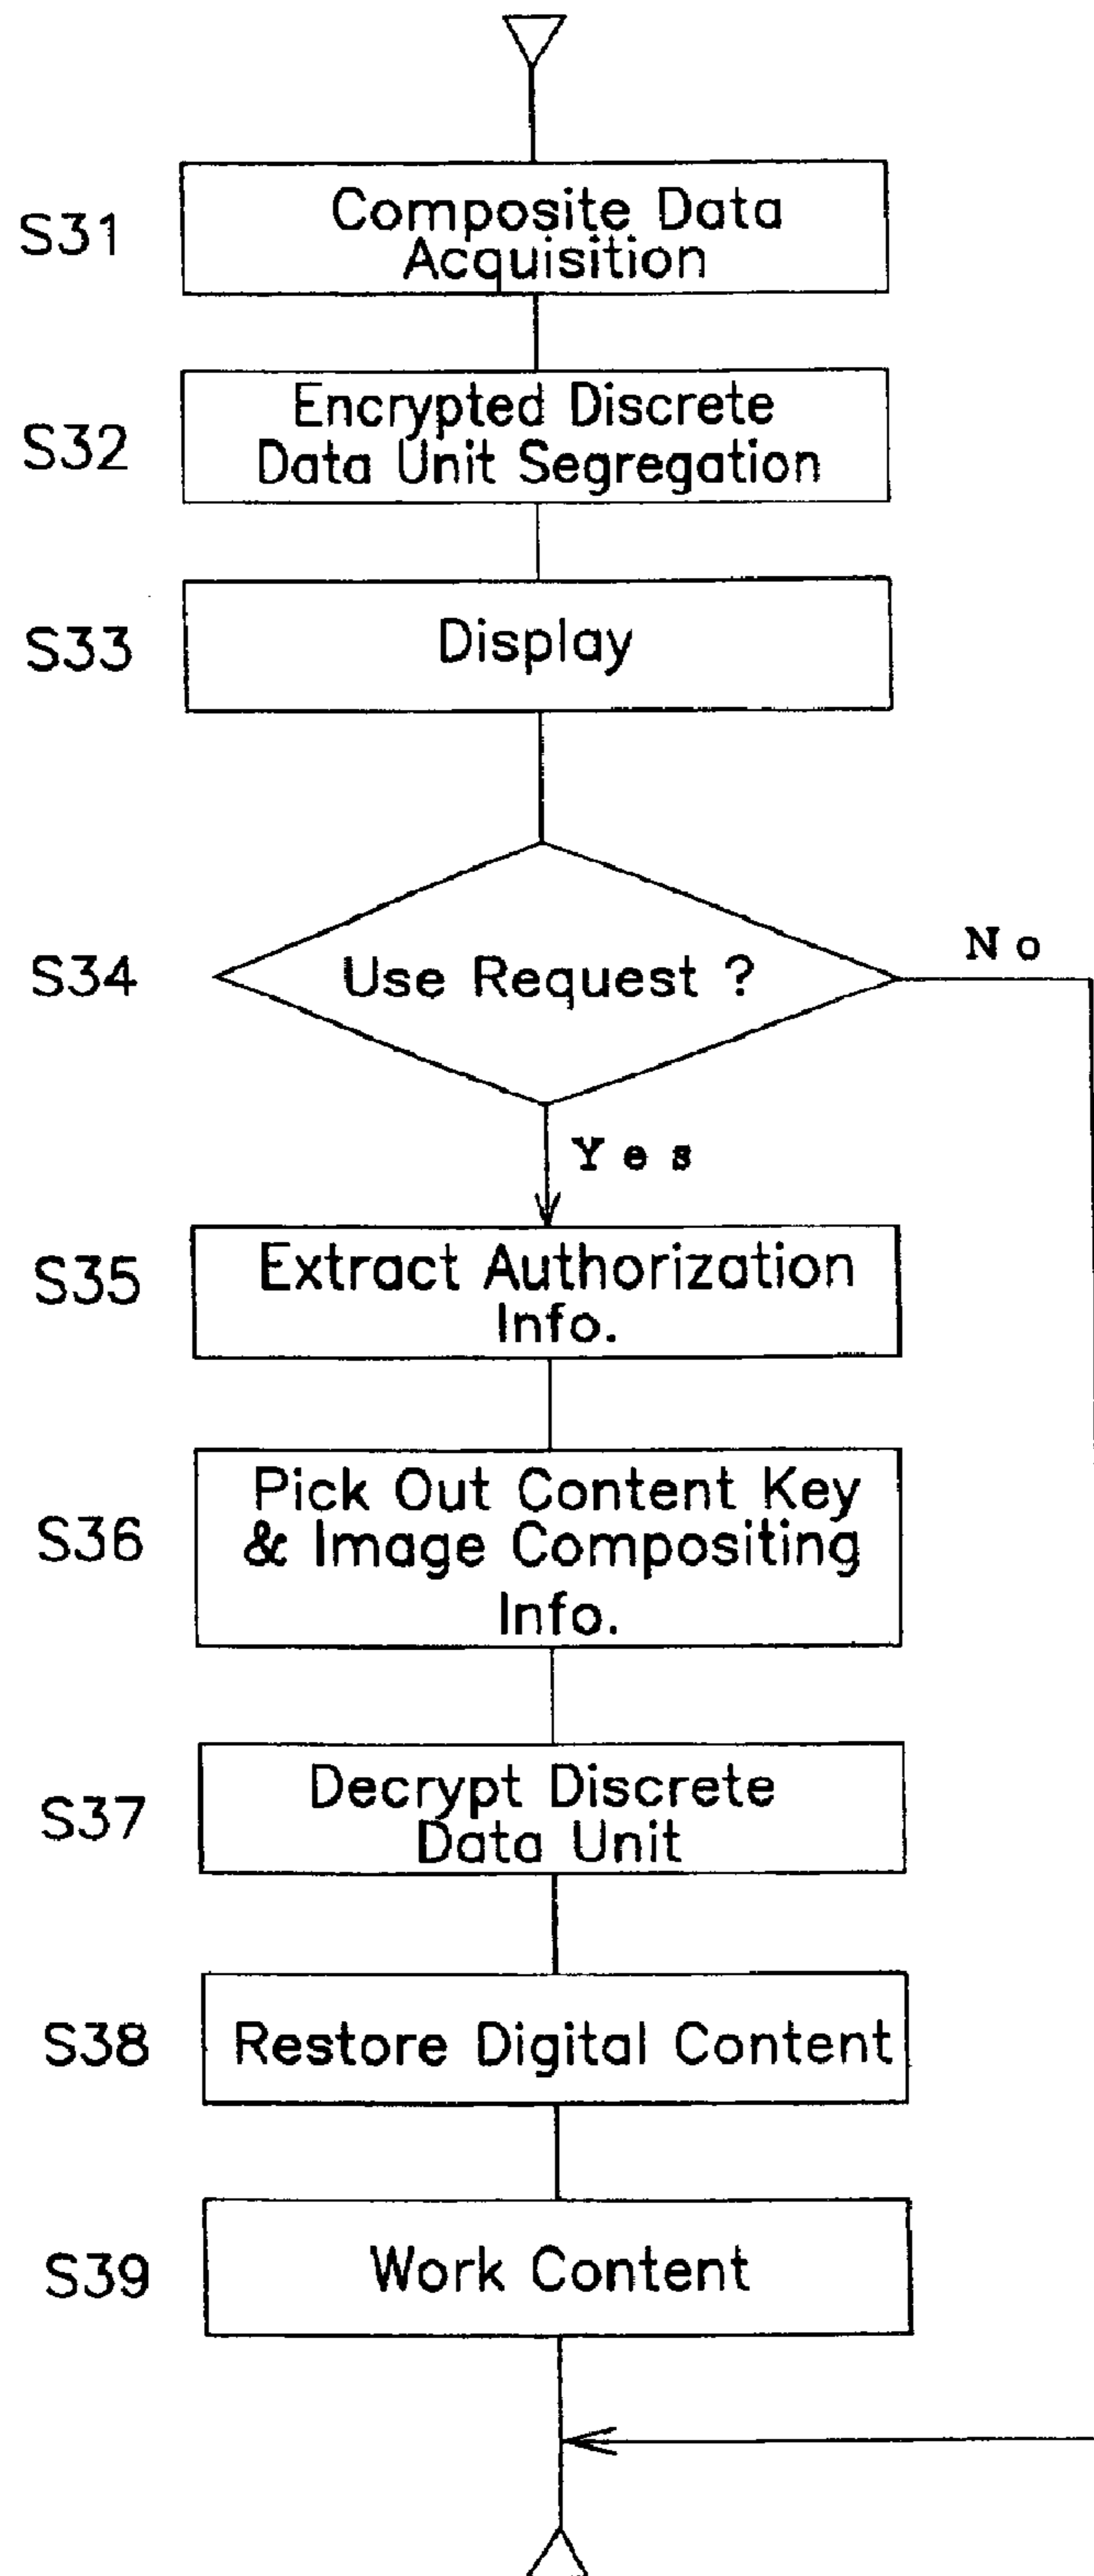 S31
Composite Data
Acquisition
S32
Encrypted Discrete
Data Unit Segregation
S33
Display
S34
Use Request ?
No
Yes
S35
Extract Authorization
Info.
S36
Pick Out Content Key
& Image Compositing
Info.
S37
Decrypt Discrete
Data Unit
S38
Restore Digital Content
S39
Work Content